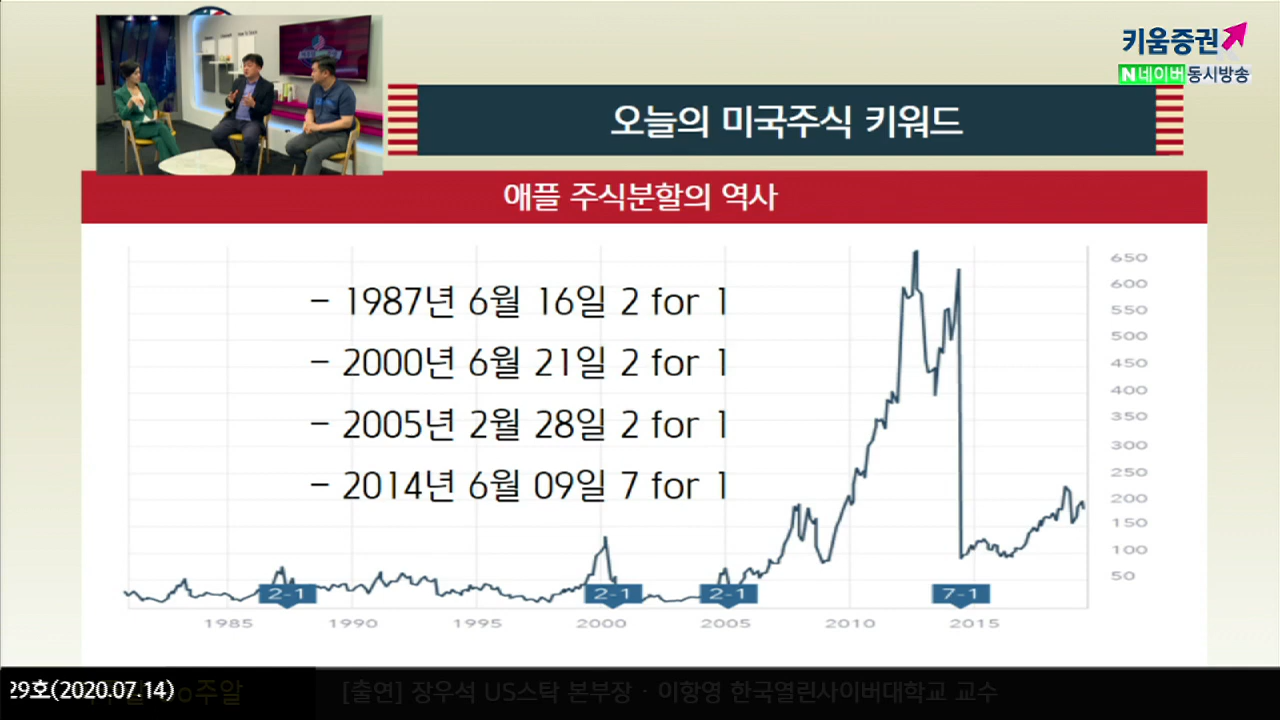 키움증권
N네이버 동시방송
오늘의 미국주식 키워드
애플 주식분할의 역사
- 1987년 6월 16일 2 for 1
- 2000년 6월 21일 2 for 1
- 2005년 2월 28일 2 for 1
- 2014년 6월 09일 7 for 1
650
600
550
500
450
400
350
300
250
200
150
100
50
2-1
2-1
2-1
7-1
1985
1990
1995
2000
2005
2010
2015
29호(2020.07.14)
주알
[출연] 장우석 US스탁 본부장 · 이항영 한국열린사이버대학교 교수